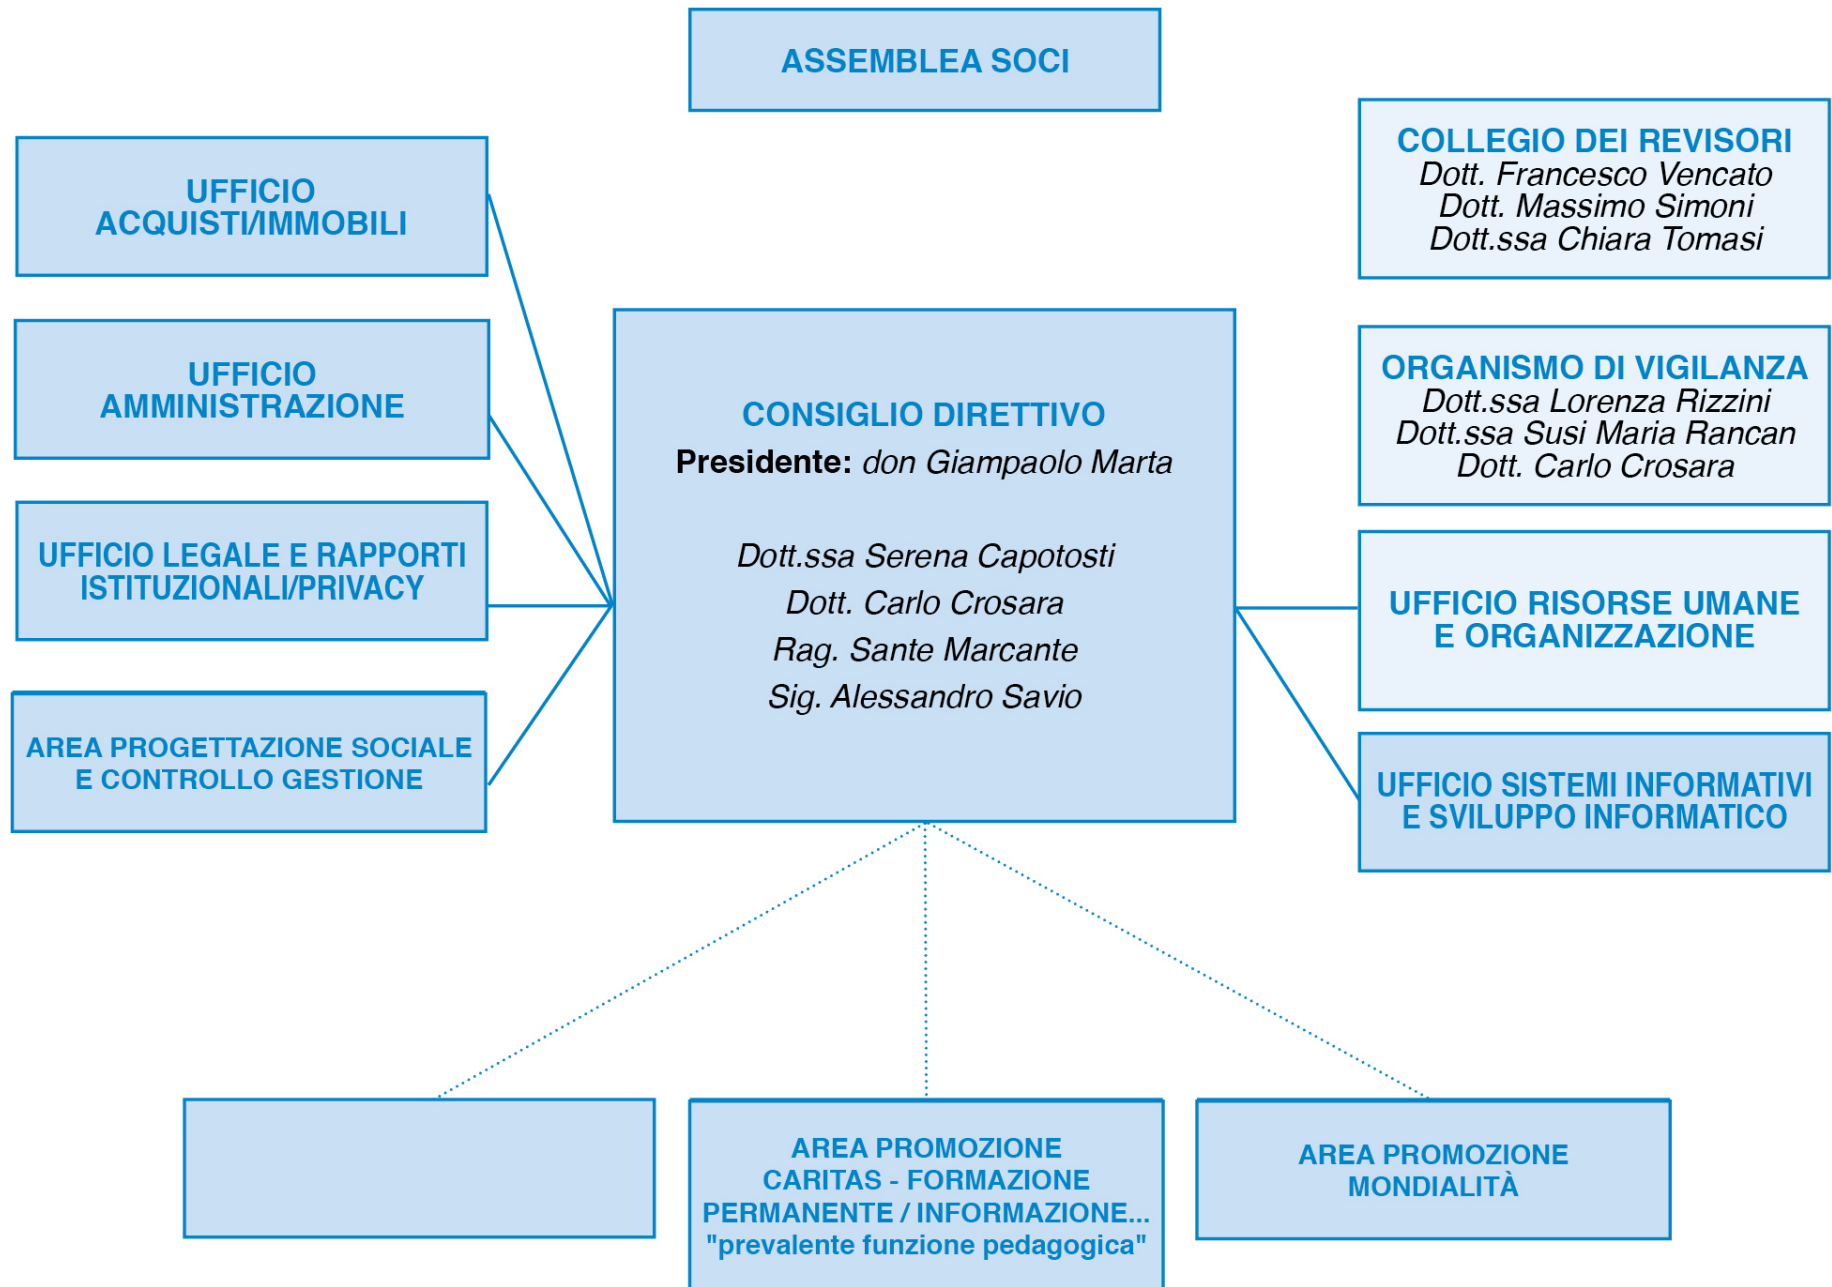 ASSEMBLEA SOCI
UFFICIO
ACQUISTI/IMMOBILI
UFFICIO
AMMINISTRAZIONE
UFFICIO LEGALE E RAPPORTI
ISTITUZIONALI/PRIVACY
AREA PROGETTAZIONE SOCIALE
E CONTROLLO GESTIONE
CONSIGLIO DIRETTIVO
Presidente: don Giampaolo Marta
Dott.ssa Serena Capotosti
Dott. Carlo Crosara
Rag. Sante Marcante
Sig. Alessandro Savio
COLLEGIO DEI REVISORI
Dott. Francesco Vencato
Dott. Massimo Simoni
Dott.ssa Chiara Tomasi
ORGANISMO DI VIGILANZA
Dott.ssa Lorenza Rizzini
Dott.ssa Susi Maria Rancan
Dott. Carlo Crosara
UFFICIO RISORSE UMANE
E ORGANIZZAZIONE
UFFICIO SISTEMI INFORMATIVI
E SVILUPPO INFORMATICO
AREA PROMOZIONE
CARITAS - FORMAZIONE
PERMANENTE / INFORMAZIONE...
"prevalente funzione pedagogica"
AREA PROMOZIONE
MONDIALITÀ